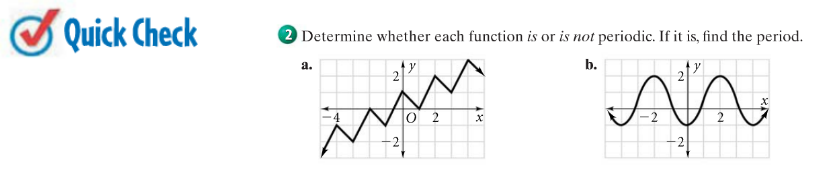 Quick Check
2 Determine whether each function is or is not periodic. If it is, find the period.
a.
2 y
-4 O 2 x
-2
b.
2 y
-2 2 x
-2